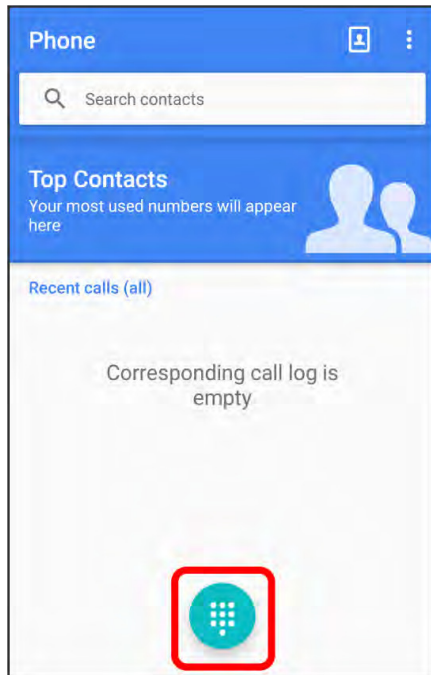 Phone
Search contacts
Top Contacts
Your most used numbers will appear
here
Recent calls (all)
Corresponding call log is
empty